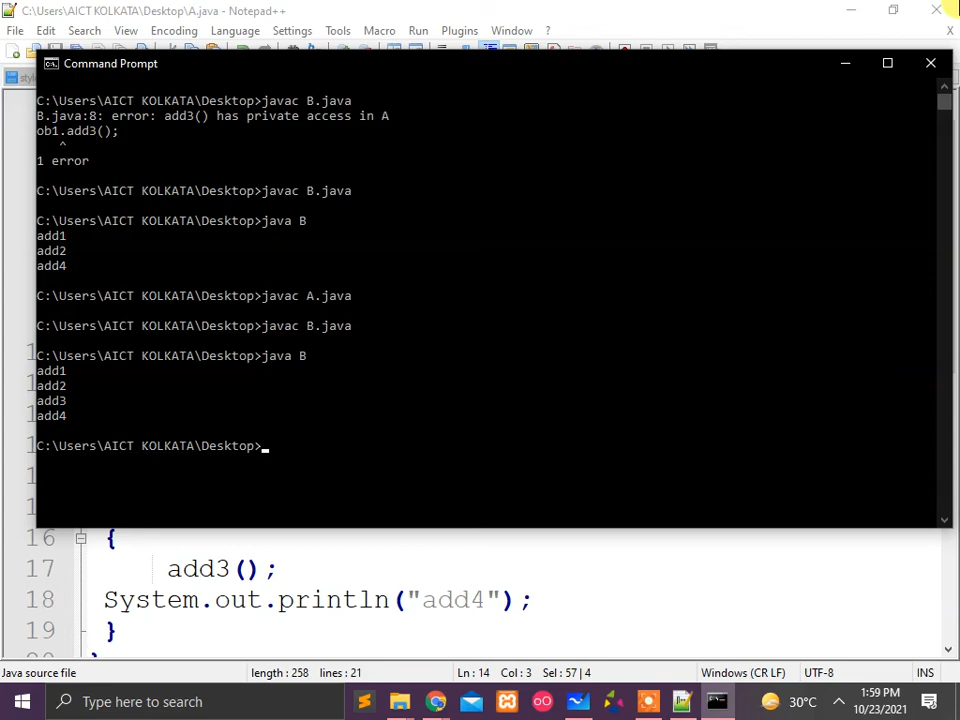 C:\Users\AICT KOLKATA\Desktop\A.java - Notepad++
File Edit Search View Encoding Language Settings Tools Macro Run Plugins Window ?
X
Command Prompt
C:\Users\AICT KOLKATA\Desktop>javac B.java
B.java:8: error: add3() has private access in A
ob1.add3();
^
1 error
C:\Users\AICT KOLKATA\Desktop>javac B.java
C:\Users\AICT KOLKATA\Desktop>java B
add1
add2
add4
C:\Users\AICT KOLKATA\Desktop>javac A.java
C:\Users\AICT KOLKATA\Desktop>javac B.java
C:\Users\AICT KOLKATA\Desktop>java B
add1
add2
add3
add4
C:\Users\AICT KOLKATA\Desktop>
16 {
17 add3();
18 System.out.println("add4");
19 }
Java source file length : 258 lines : 21 Ln : 14 Col : 3 Sel : 57 | 4 Windows (CR LF) UTF-8 INS
Type here to search
30°C
1:59 PM
10/23/2021